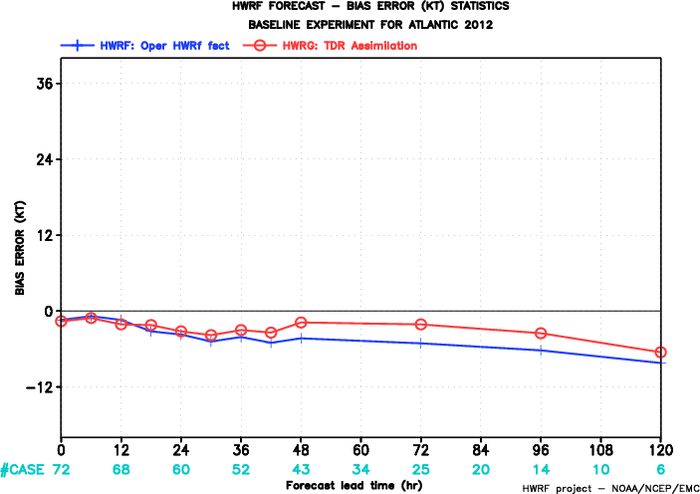 HWRF FORECAST – BIAS ERROR (KT) STATISTICS
BASELINE EXPERIMENT FOR ATLANTIC 2012
HWRF: Oper HWRf fact HWRG: TDR Assimilation
BIAS ERROR (KT)
36
24
12
0
−12
0 12 24 36 48 60 72 84 96 108 120
#CASE 72 68 60 52 43 34 25 20 14 10 6
Forecast lead time (hr)
HWRF project – NOAA/NCEP/EMC